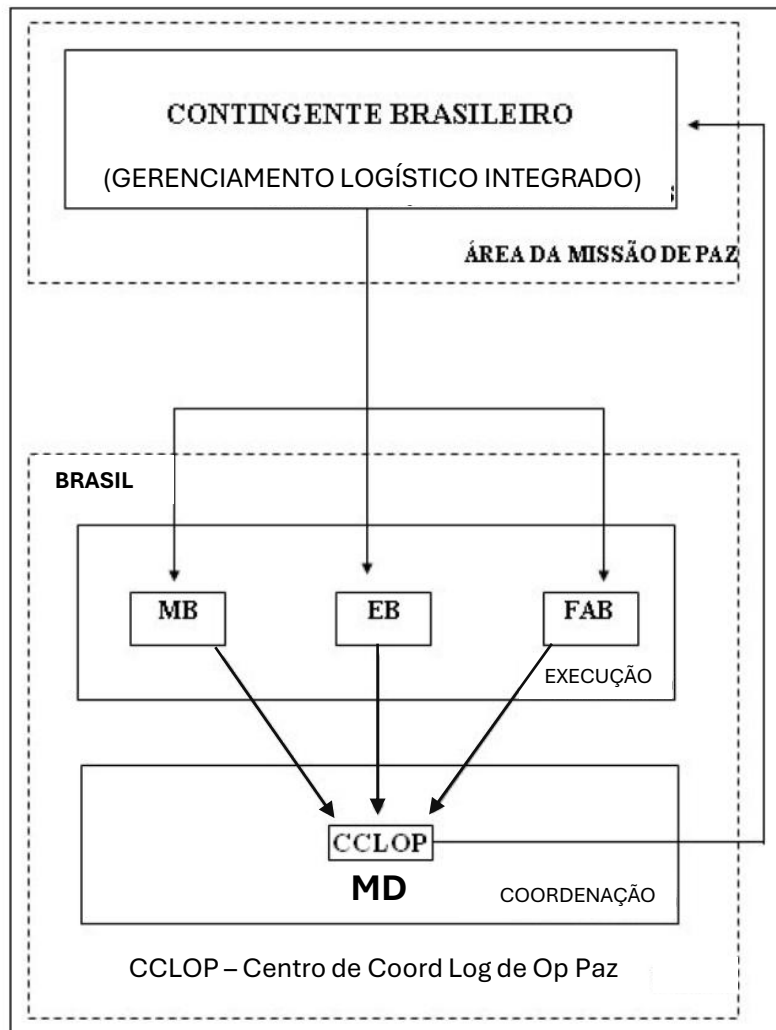 CONTINGENTE BRASILEIRO
(GERENCIAMENTO LOGÍSTICO INTEGRADO)
ÁREA DA MISSÃO DE PAZ
BRASIL
MB
EB
FAB
EXECUÇÃO
CCLOP
MD
COORDENAÇÃO
CCLOP – Centro de Coord Log de Op Paz